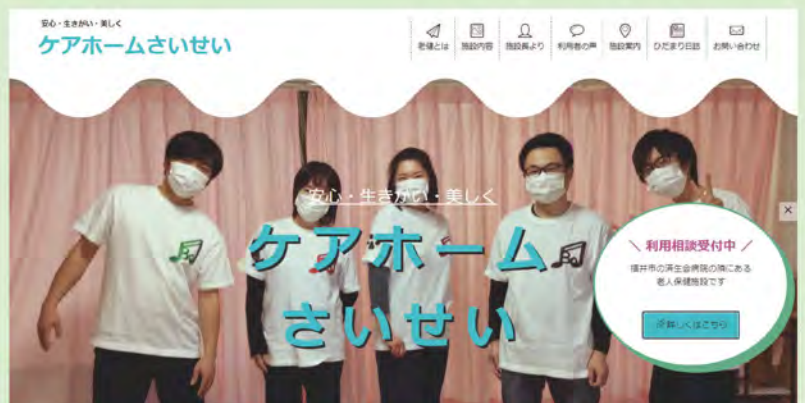 安心・生きがい・美しく
ケアホームさいせい
老健とは
施設内容
施設長より
利用者の声
施設案内
ひだまり日誌
お問い合わせ
安心・生きがい・美しく
ケアホーム
さいせい
×
＼ 利用相談受付中 ／
福井市の済生会病院の隣にある
老人保健施設です
詳しくはこちら